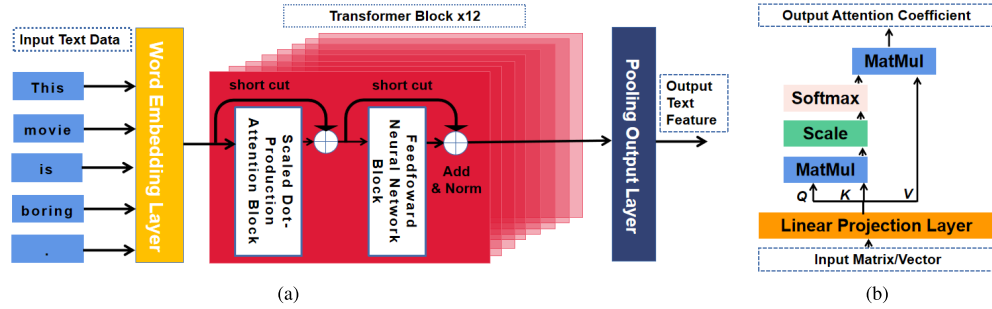 Transformer Block x12
Input Text Data
This
movie
is
boring
.
Word Embedding Layer
short cut
short cut
Scaled Dot-
Production
Attention Block
Feedfoward
Neural Network
Block
Add
& Norm
Pooling Output Layer
Output
Text
Feature
(a)
Output Attention Coefficient
MatMul
Softmax
Scale
MatMul
Q K V
Linear Projection Layer
Input Matrix/Vector
(b)